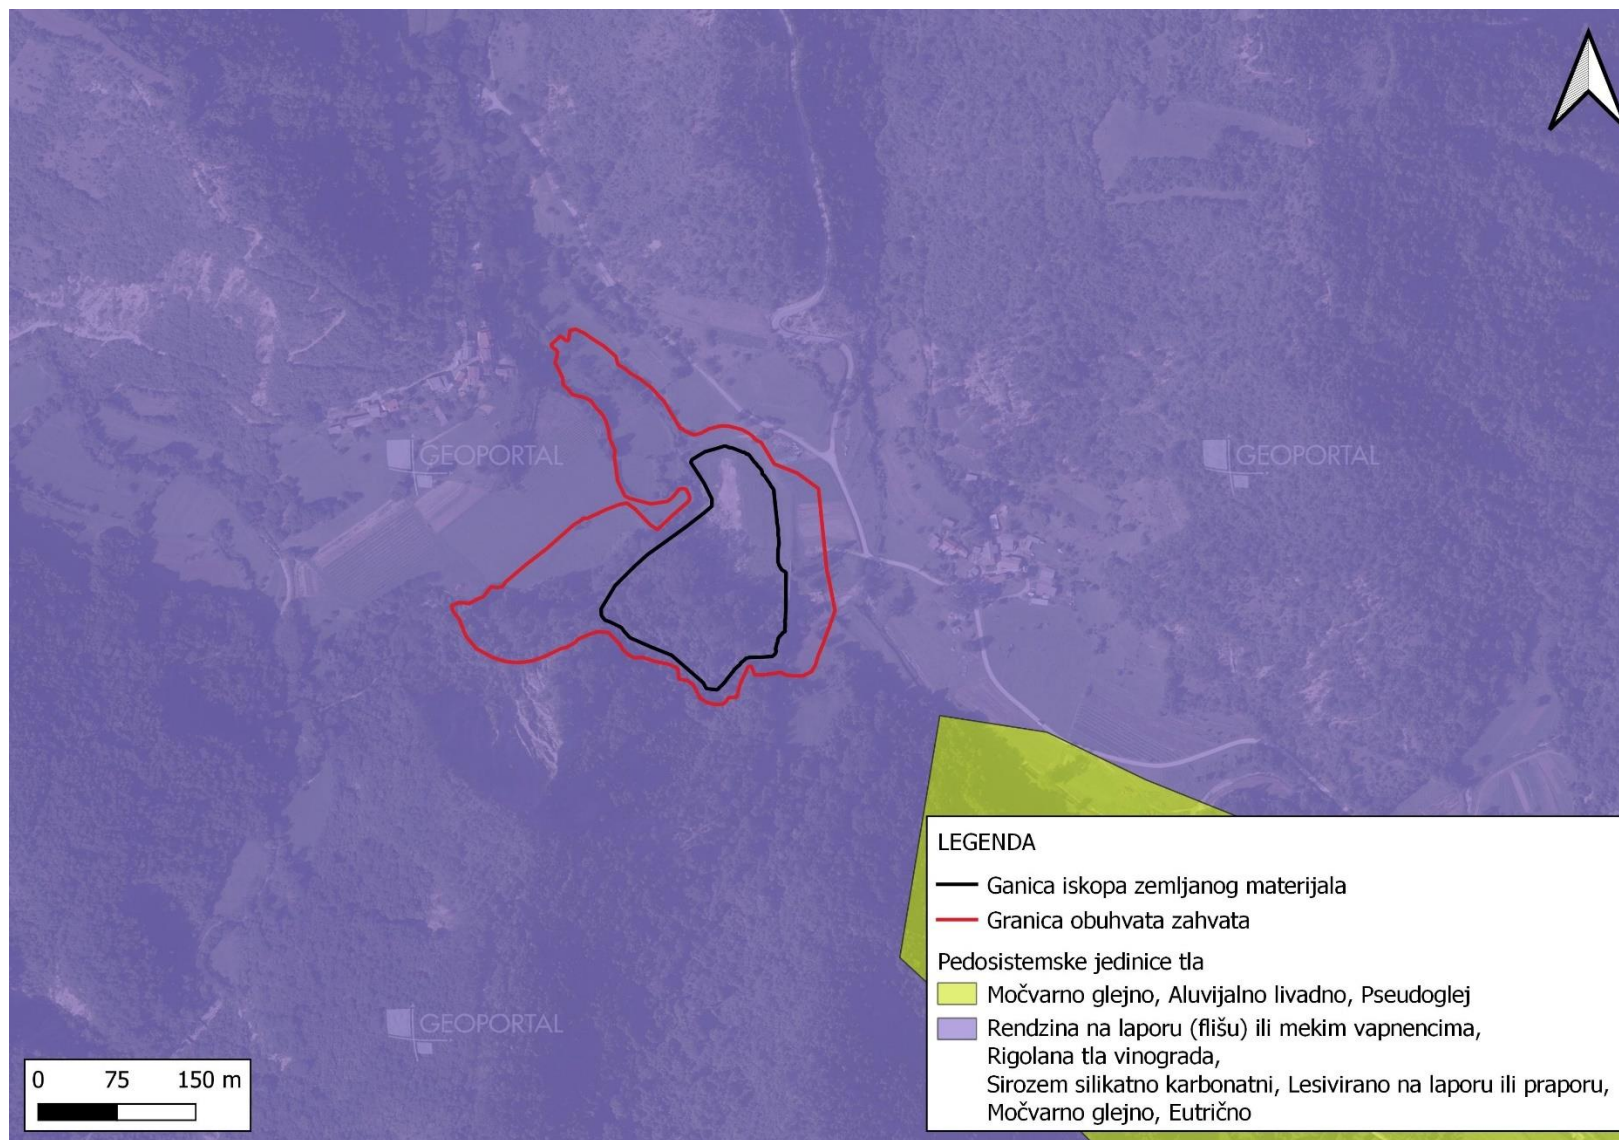 GEOPORTAL
GEOPORTAL
GEOPORTAL
LEGENDA
Ganica iskopa zemljanog materijala
Granica obuhvata zahvata
Pedosistemske jedinice tla
Močvarno glejno, Aluvijalno livadno, Pseudoglej
Rendzina na laporu (flišu) ili mekim vapnencima,
Rigolana tla vinograda,
Sirozem silikatno karbonatni, Lesivirano na laporu ili praporu,
Močvarno glejno, Eutrično
0 75 150 m